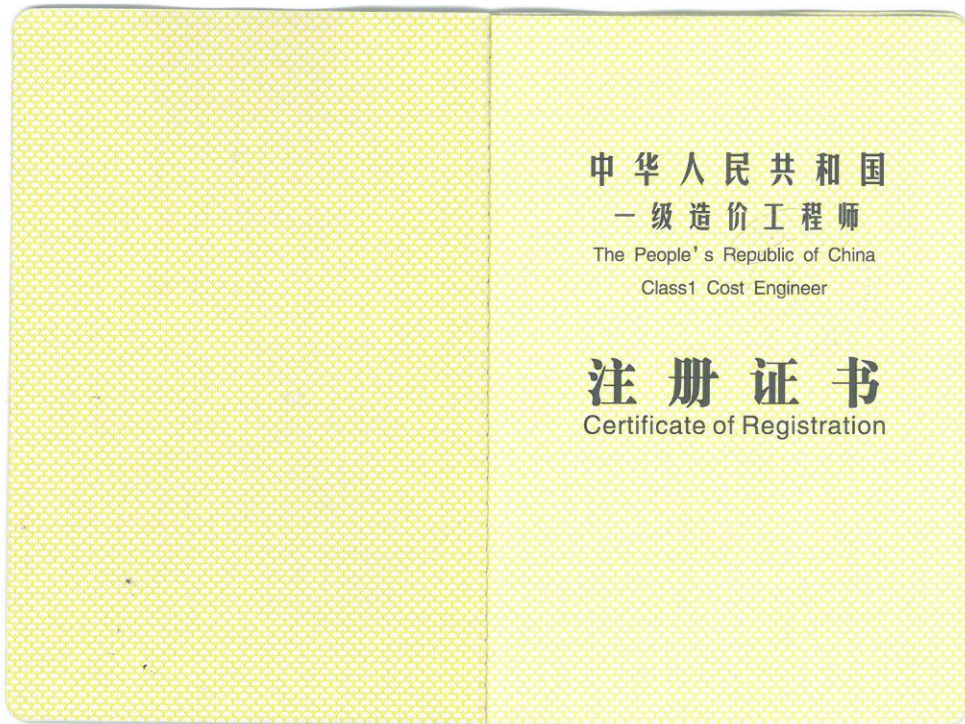 中华人民共和国
一级造价工程师
The People's Republic of China
Class1 Cost Engineer
注册证书
Certificate of Registration